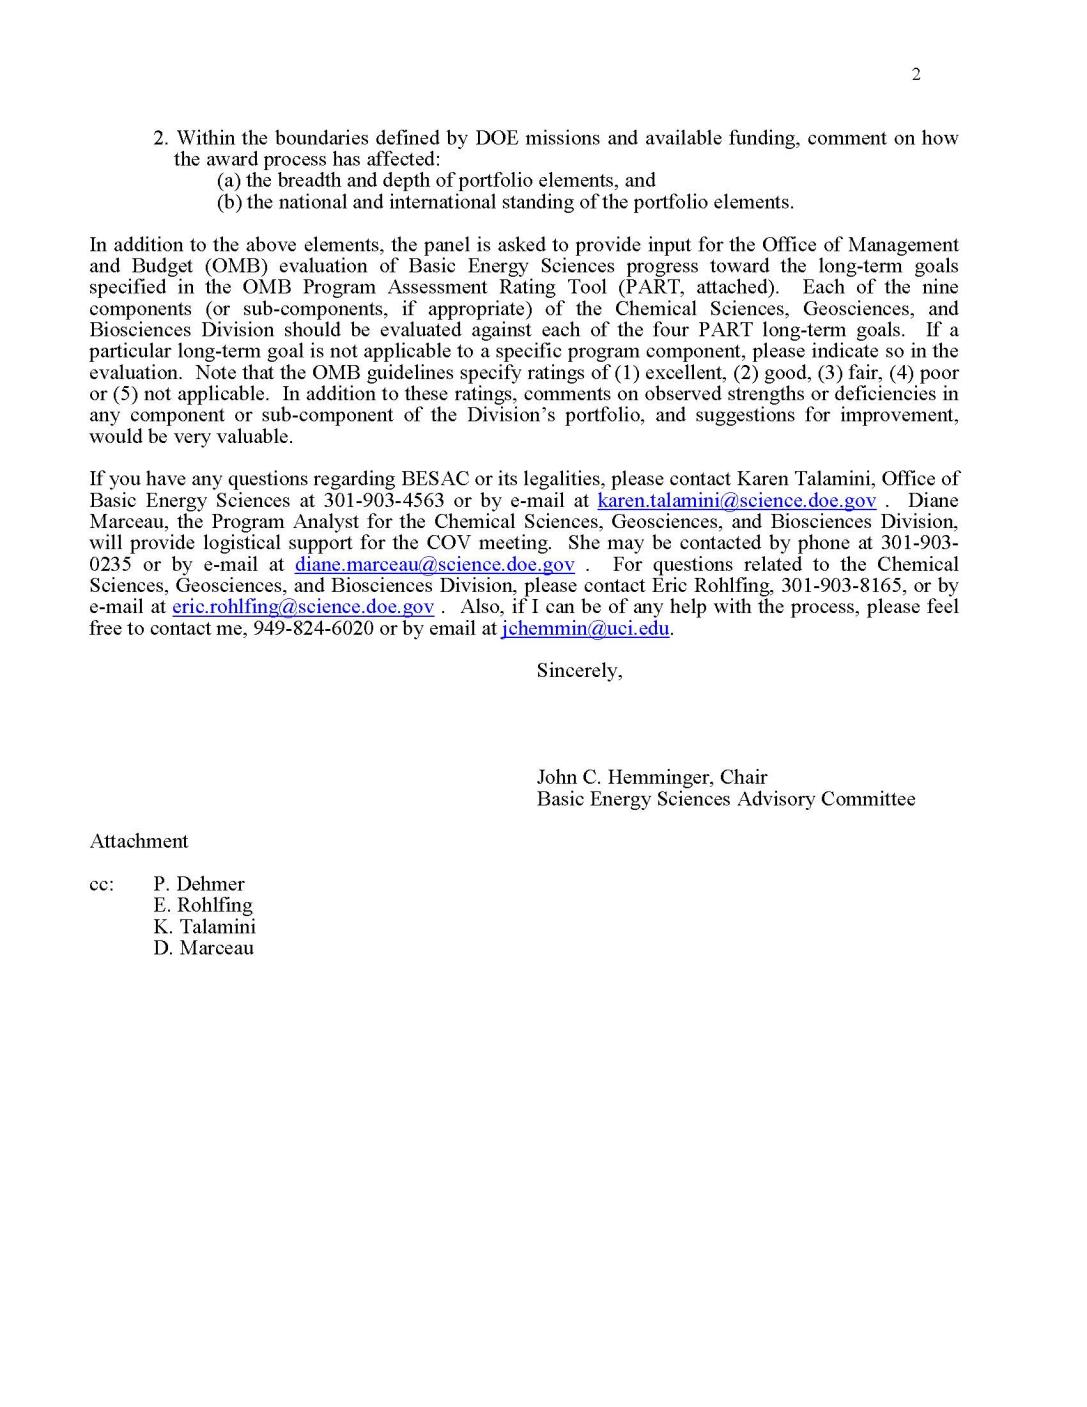 2
2. Within the boundaries defined by DOE missions and available funding, comment on how
the award process has affected:
(a) the breadth and depth of portfolio elements, and
(b) the national and international standing of the portfolio elements.
In addition to the above elements, the panel is asked to provide input for the Office of Management
and Budget (OMB) evaluation of Basic Energy Sciences progress toward the long-term goals
specified in the OMB Program Assessment Rating Tool (PART, attached). Each of the nine
components (or sub-components, if appropriate) of the Chemical Sciences, Geosciences, and
Biosciences Division should be evaluated against each of the four PART long-term goals. If a
particular long-term goal is not applicable to a specific program component, please indicate so in the
evaluation. Note that the OMB guidelines specify ratings of (1) excellent, (2) good, (3) fair, (4) poor
or (5) not applicable. In addition to these ratings, comments on observed strengths or deficiencies in
any component or sub-component of the Division's portfolio, and suggestions for improvement,
would be very valuable.
If you have any questions regarding BESAC or its legalities, please contact Karen Talamini, Office of
Basic Energy Sciences at 301-903-4563 or by e-mail at karen.talamini@science.doe.gov . Diane
Marceau, the Program Analyst for the Chemical Sciences, Geosciences, and Biosciences Division,
will provide logistical support for the COV meeting. She may be contacted by phone at 301-903-
0235 or by e-mail at diane.marceau@science.doe.gov . For questions related to the Chemical
Sciences, Geosciences, and Biosciences Division, please contact Eric Rohlfing, 301-903-8165, or by
e-mail at eric.rohlfing@science.doe.gov . Also, if I can be of any help with the process, please feel
free to contact me, 949-824-6020 or by email at jchemmin@uci.edu.
Sincerely,
John C. Hemminger, Chair
Basic Energy Sciences Advisory Committee
Attachment
cc: P. Dehmer
E. Rohlfing
K. Talamini
D. Marceau